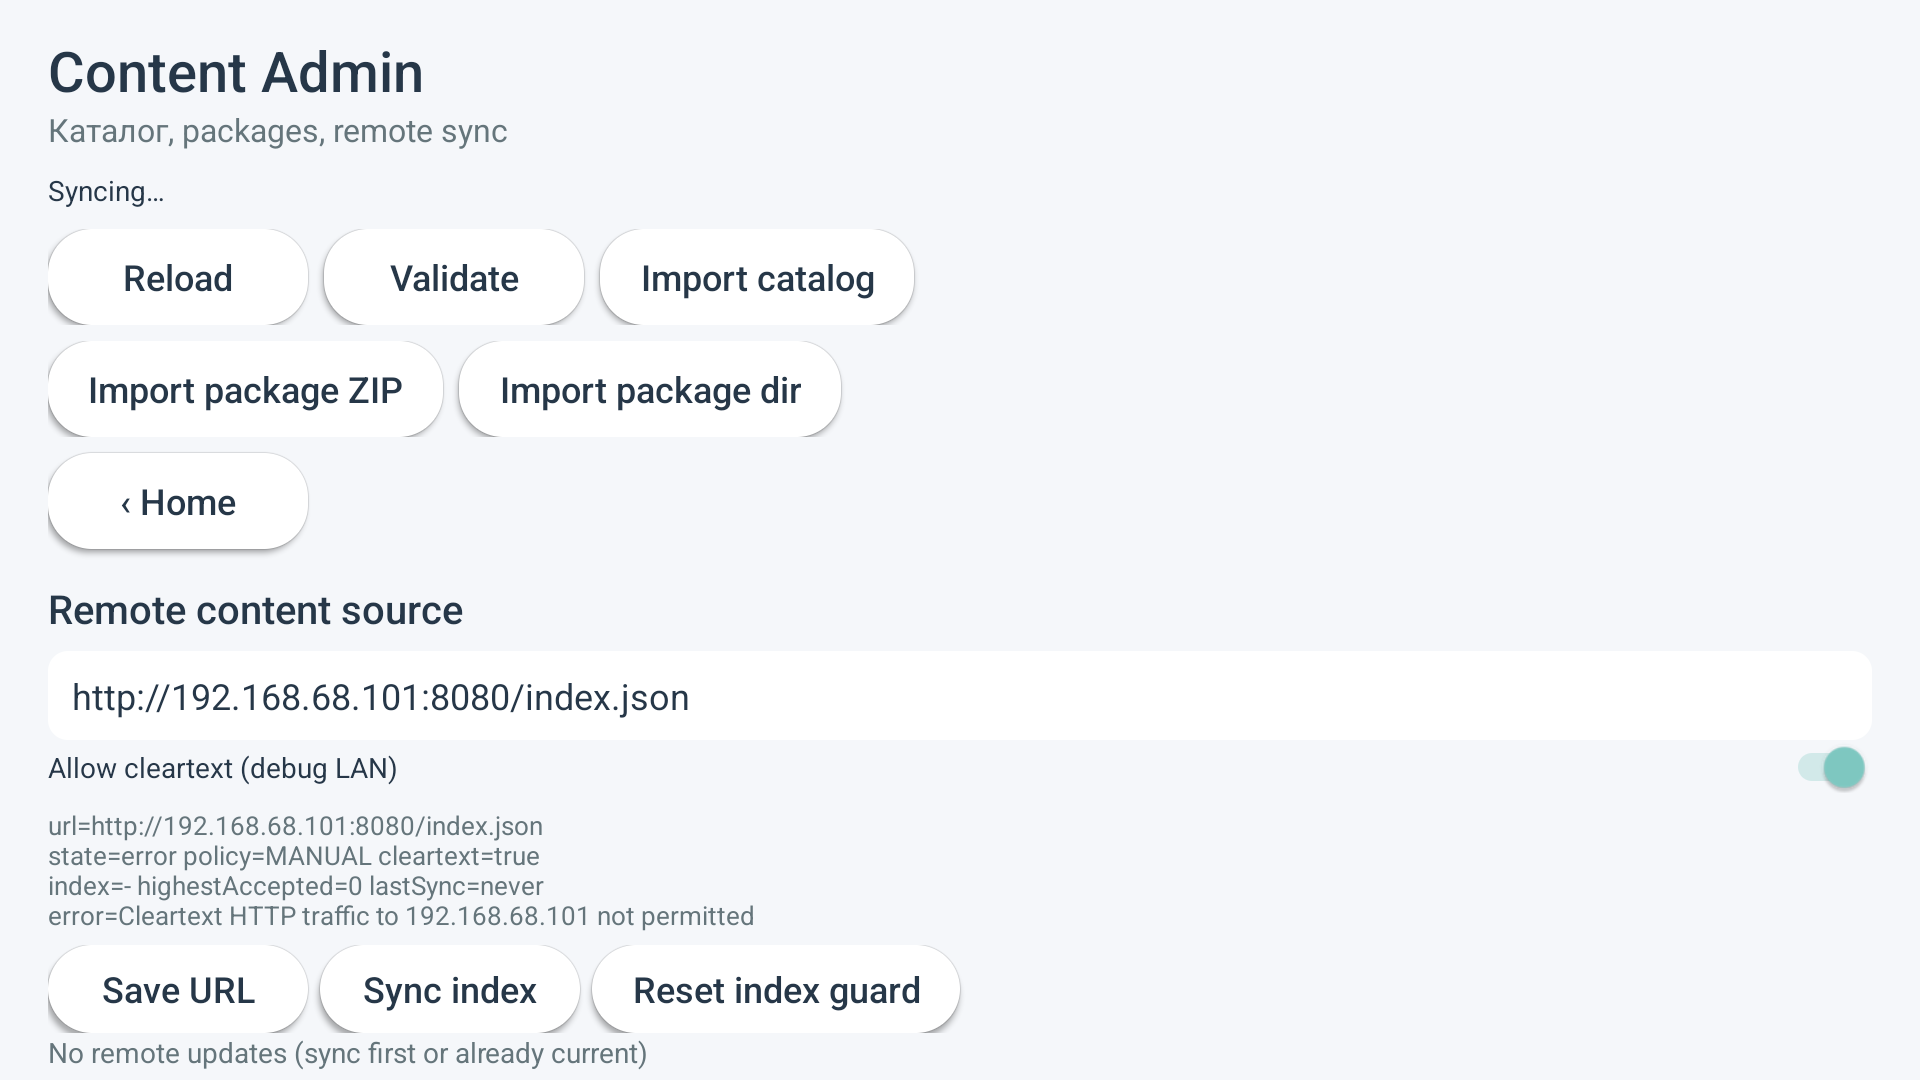 Content Admin
Каталог, packages, remote sync
Syncing…
Reload
Validate
Import catalog
Import package ZIP
Import package dir
‹ Home
Remote content source
http://192.168.68.101:8080/index.json
Allow cleartext (debug LAN)
url=http://192.168.68.101:8080/index.json
state=error policy=MANUAL cleartext=true
index=- highestAccepted=0 lastSync=never
error=Cleartext HTTP traffic to 192.168.68.101 not permitted
Save URL
Sync index
Reset index guard
No remote updates (sync first or already current)